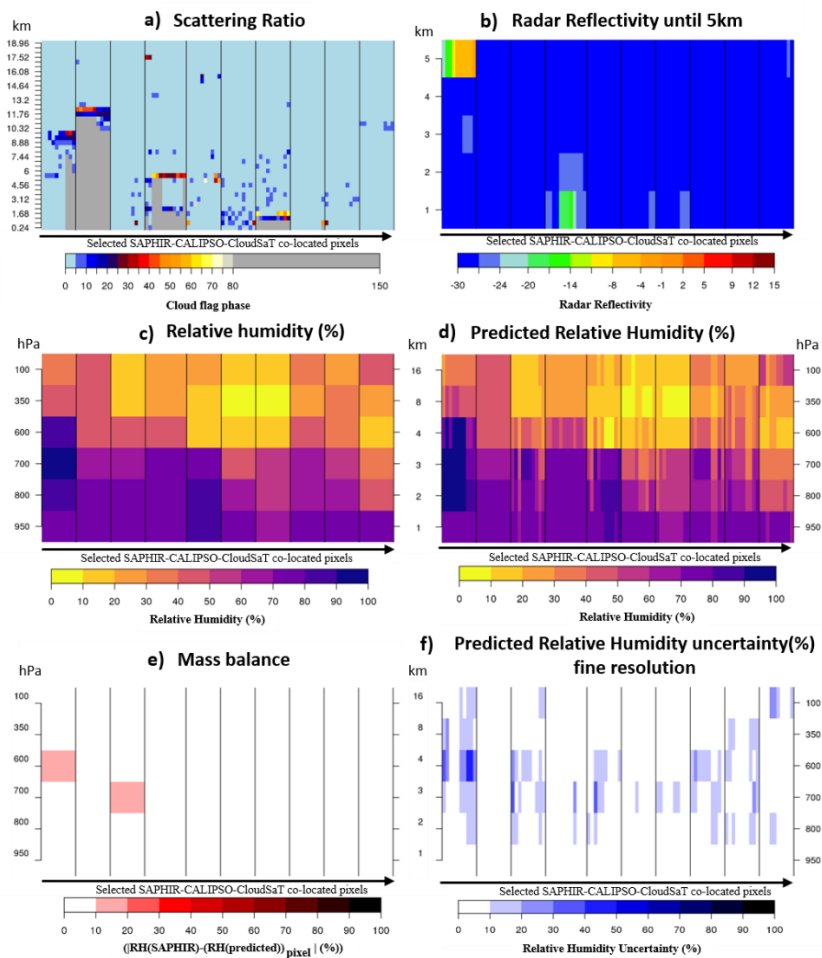 a) Scattering Ratio
km
18.96
17.52
16.08
14.64
13.2
11.76
10.32
8.88
7.44
6
4.56
3.12
1.68
0.24
Selected SAPHIR-CALIPSO-CloudSaT co-located pixels
0 10 20 30 40 50 60 70 80 150
Cloud flag phase
b) Radar Reflectivity until 5km
km
5
4
3
2
1
Selected SAPHIR-CALIPSO-CloudSaT co-located pixels
-30 -24 -20 -14 -8 -4 -1 2 5 8 11 15
Radar Reflectivity
c) Relative humidity (%)
hPa
100
350
600
700
800
950
Selected SAPHIR-CALIPSO-CloudSaT co-located pixels
0 10 20 30 40 50 60 70 80 90 100
Relative Humidity (%)
d) Predicted Relative Humidity (%)
km hPa
16 100
8 350
4 600
3 700
2 800
1 950
Selected SAPHIR-CALIPSO-CloudSaT co-located pixels
0 10 20 30 40 50 60 70 80 90 100
Relative Humidity (%)
e) Mass balance
hPa
100
350
600
700
800
950
Selected SAPHIR-CALIPSO-CloudSaT co-located pixels
0 10 20 30 40 50 60 70 80 90 100
(|RH(SAPHIR)-(RH(predicted))pixel | (%))
f) Predicted Relative Humidity uncertainty(%)
fine resolution
km hPa
16 100
8 350
4 600
3 700
2 800
1 950
Selected SAPHIR-CALIPSO-CloudSaT co-located pixels
0 10 20 30 40 50 60 70 80 90 100
Relative Humidity Uncertainty (%)